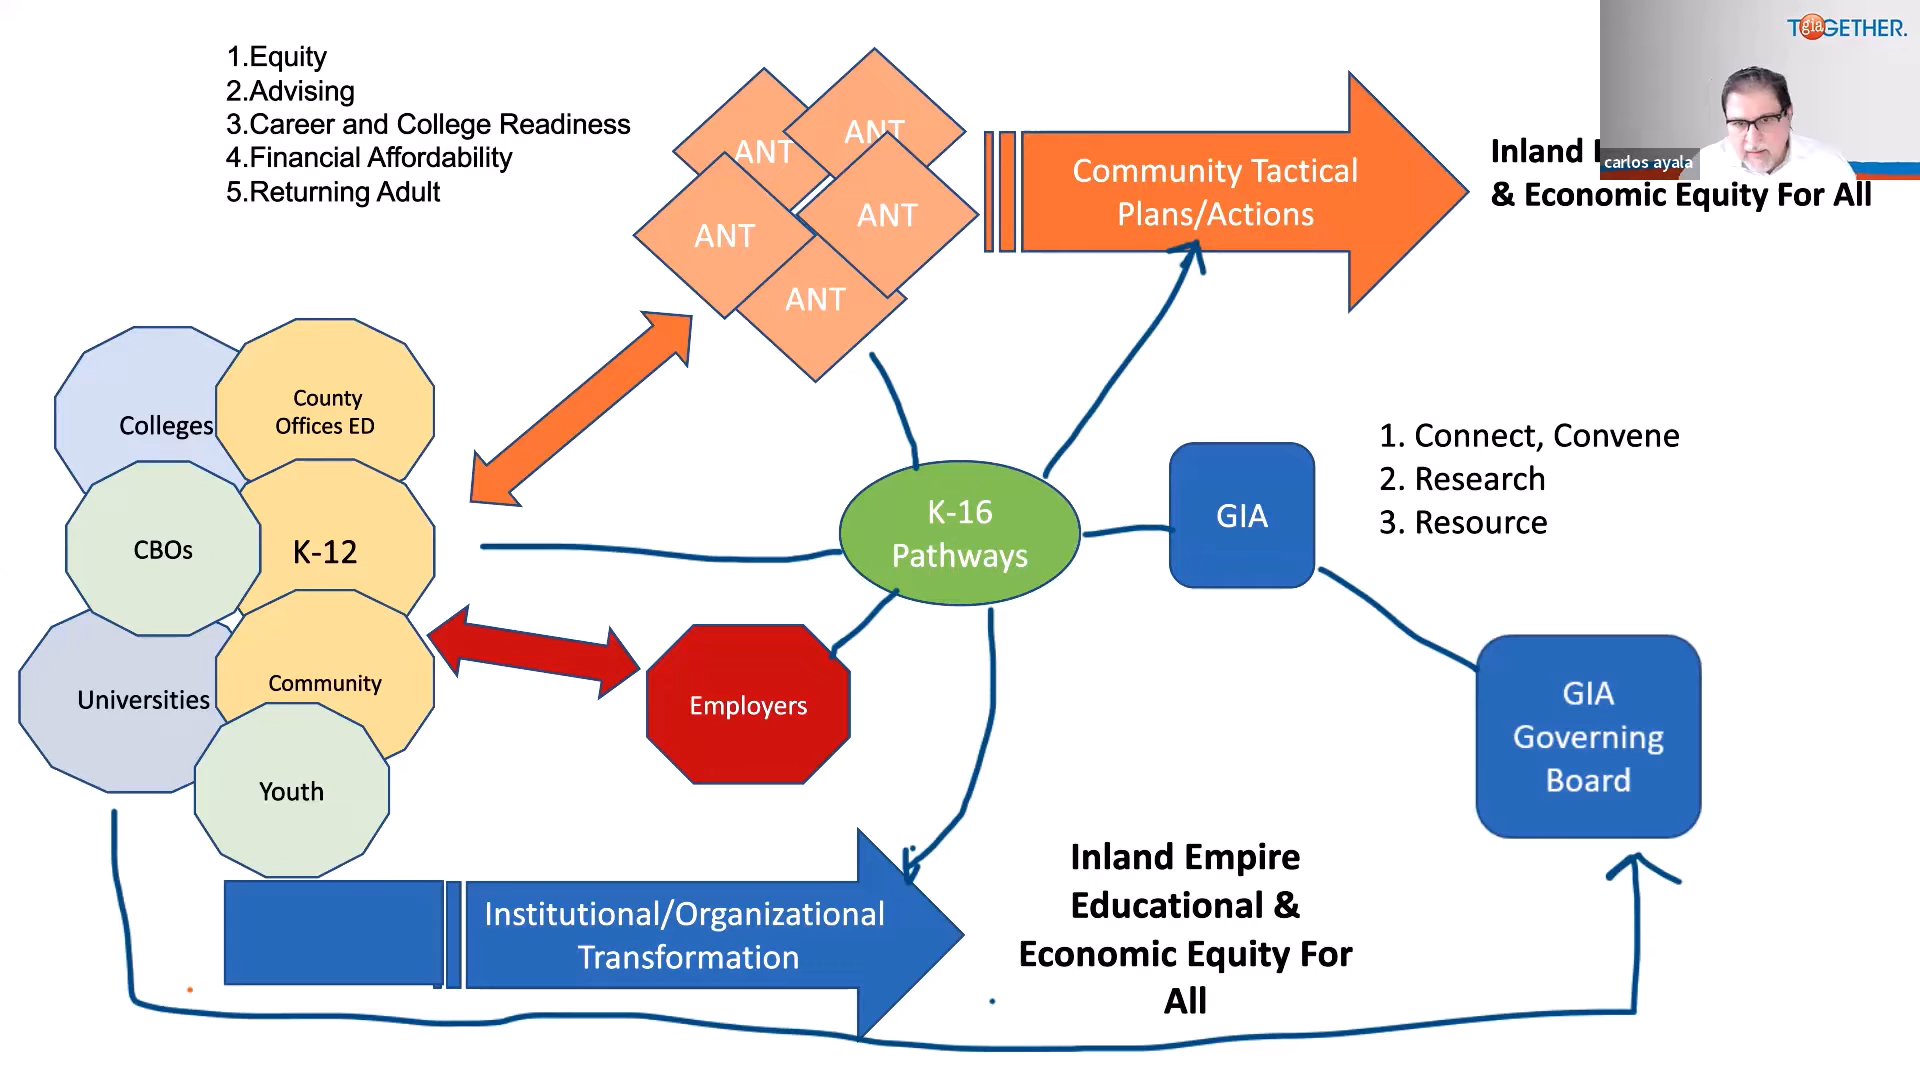 TOGETHER.
gia
carlos ayala
1.Equity
2.Advising
3.Career and College Readiness
4.Financial Affordability
5.Returning Adult
ANT
ANT
ANT
ANT
ANT
Community Tactical
Plans/Actions
Inland
& Economic Equity For All
Colleges
County
Offices ED
CBOs
K-12
Universities
Community
Youth
K-16
Pathways
GIA
1. Connect, Convene
2. Research
3. Resource
Employers
GIA
Governing
Board
Institutional/Organizational
Transformation
Inland Empire
Educational &
Economic Equity For
All